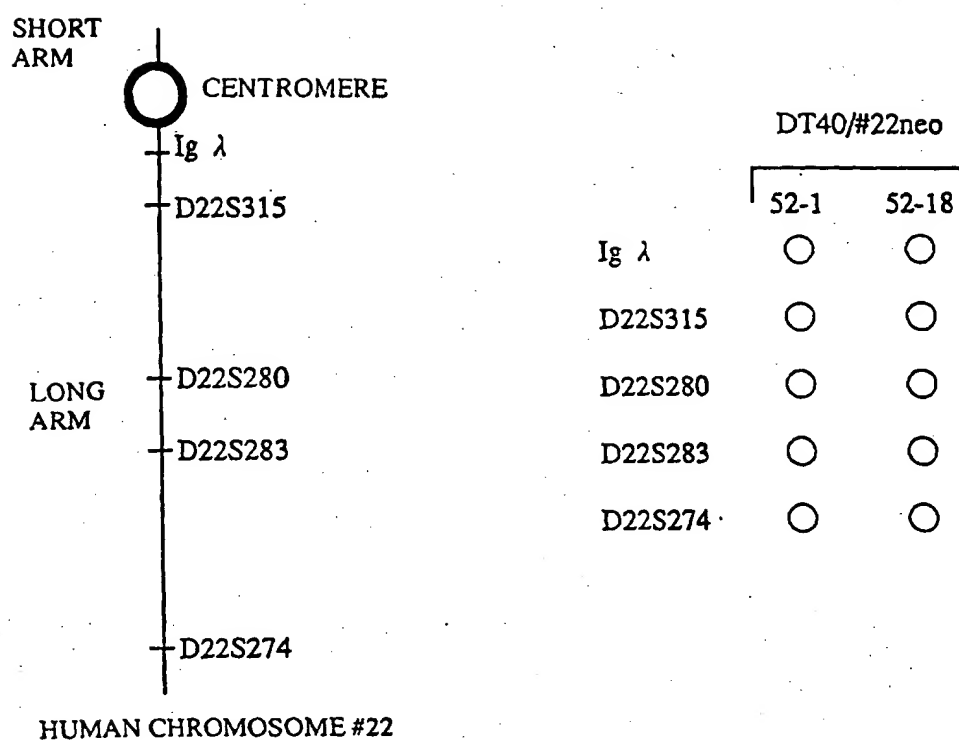 SHORT
ARM
CENTROMERE
Ig λ
D22S315
D22S280
LONG
ARM
D22S283
D22S274
HUMAN CHROMOSOME #22
DT40/#22neo
52-1 52-18
Ig λ
D22S315
D22S280
D22S283
D22S274